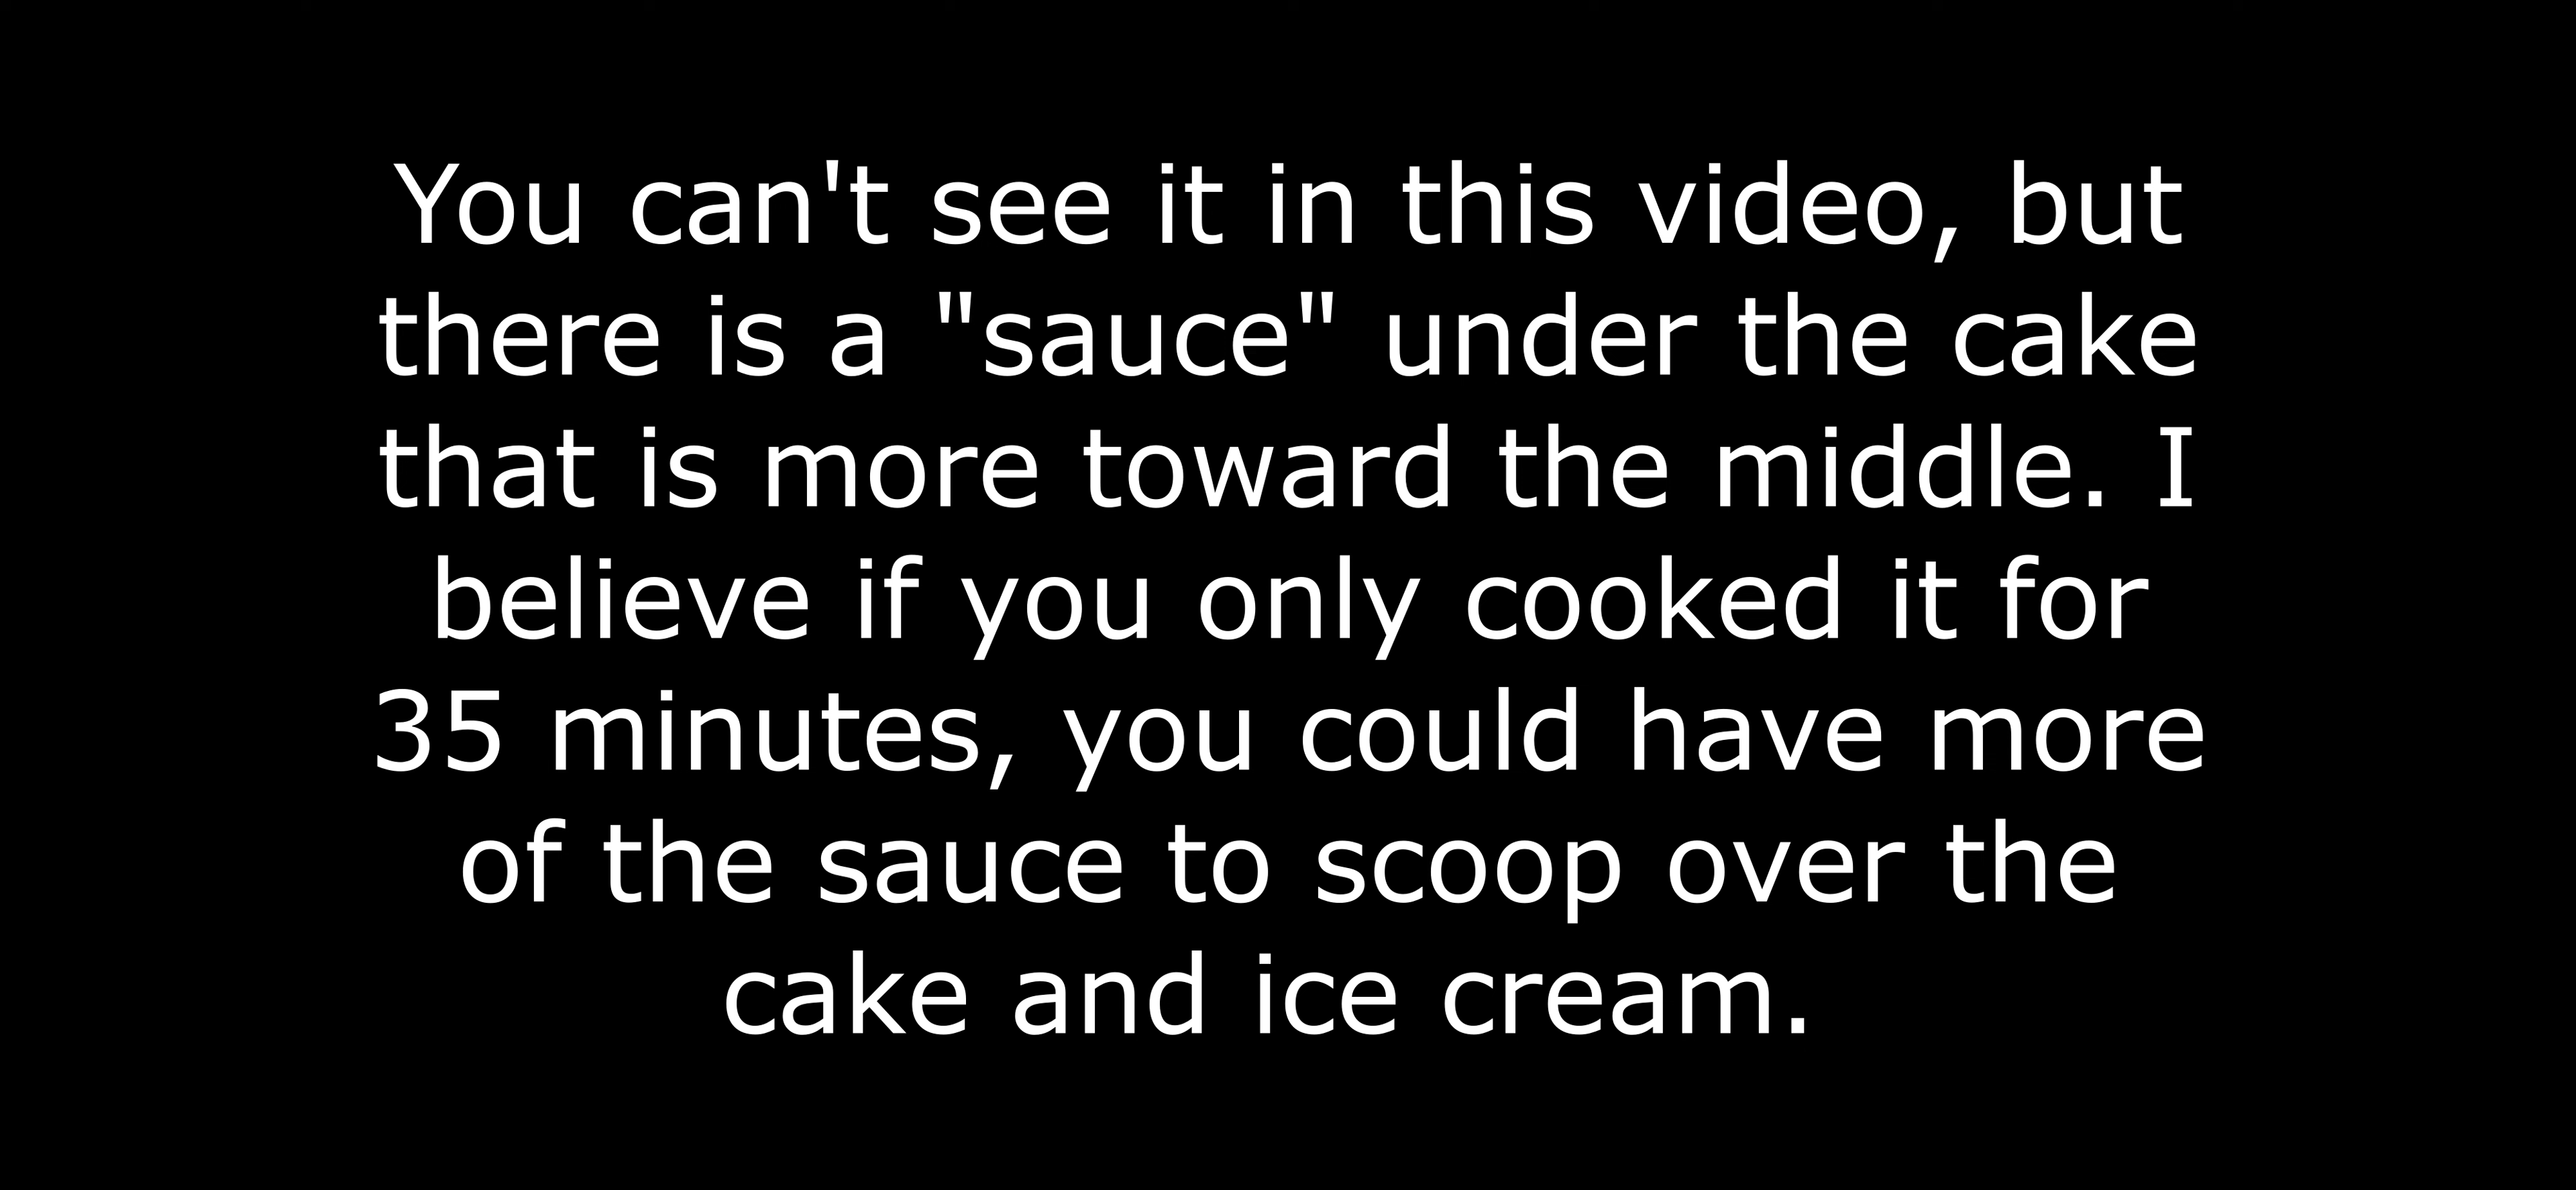 You can't see it in this video, but
there is a "sauce" under the cake
that is more toward the middle. I
believe if you only cooked it for
35 minutes, you could have more
of the sauce to scoop over the
cake and ice cream.